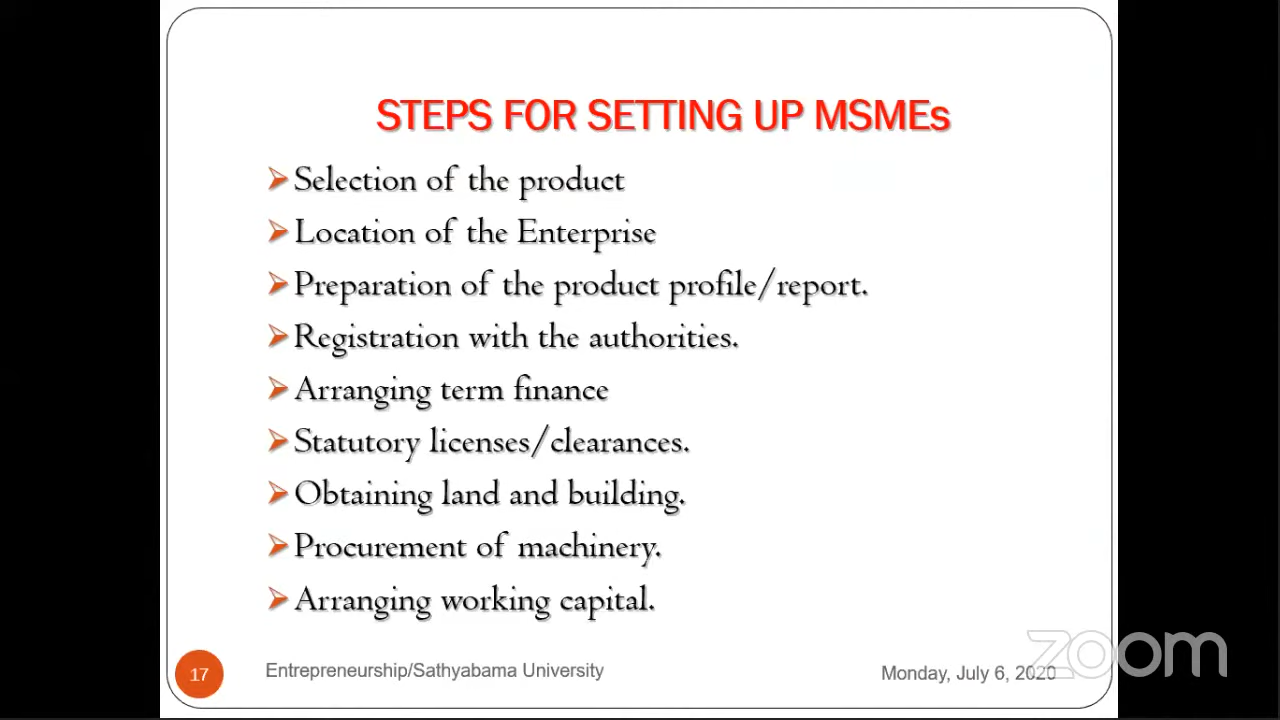 STEPS FOR SETTING UP MSMEs
Selection of the product
Location of the Enterprise
Preparation of the product profile/report.
Registration with the authorities.
Arranging term finance
Statutory licenses/clearances.
Obtaining land and building.
Procurement of machinery.
Arranging working capital.
17
Entrepreneurship/Sathyabama University
Monday, July 6, 2020
zoom